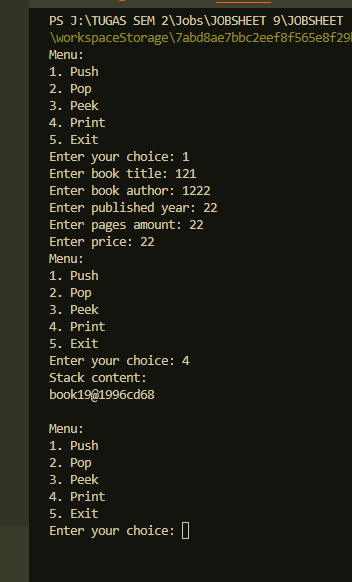 PS J:\TUGAS SEM 2\Jobs\JOBSHEET 9\JOBSHEET
\workspaceStorage\7abd8ae7bbc2eef8f565e8f29
Menu:
1. Push
2. Pop
3. Peek
4. Print
5. Exit
Enter your choice: 1
Enter book title: 121
Enter book author: 1222
Enter published year: 22
Enter pages amount: 22
Enter price: 22
Menu:
1. Push
2. Pop
3. Peek
4. Print
5. Exit
Enter your choice: 4
Stack content:
book19@1996cd68
Menu:
1. Push
2. Pop
3. Peek
4. Print
5. Exit
Enter your choice: